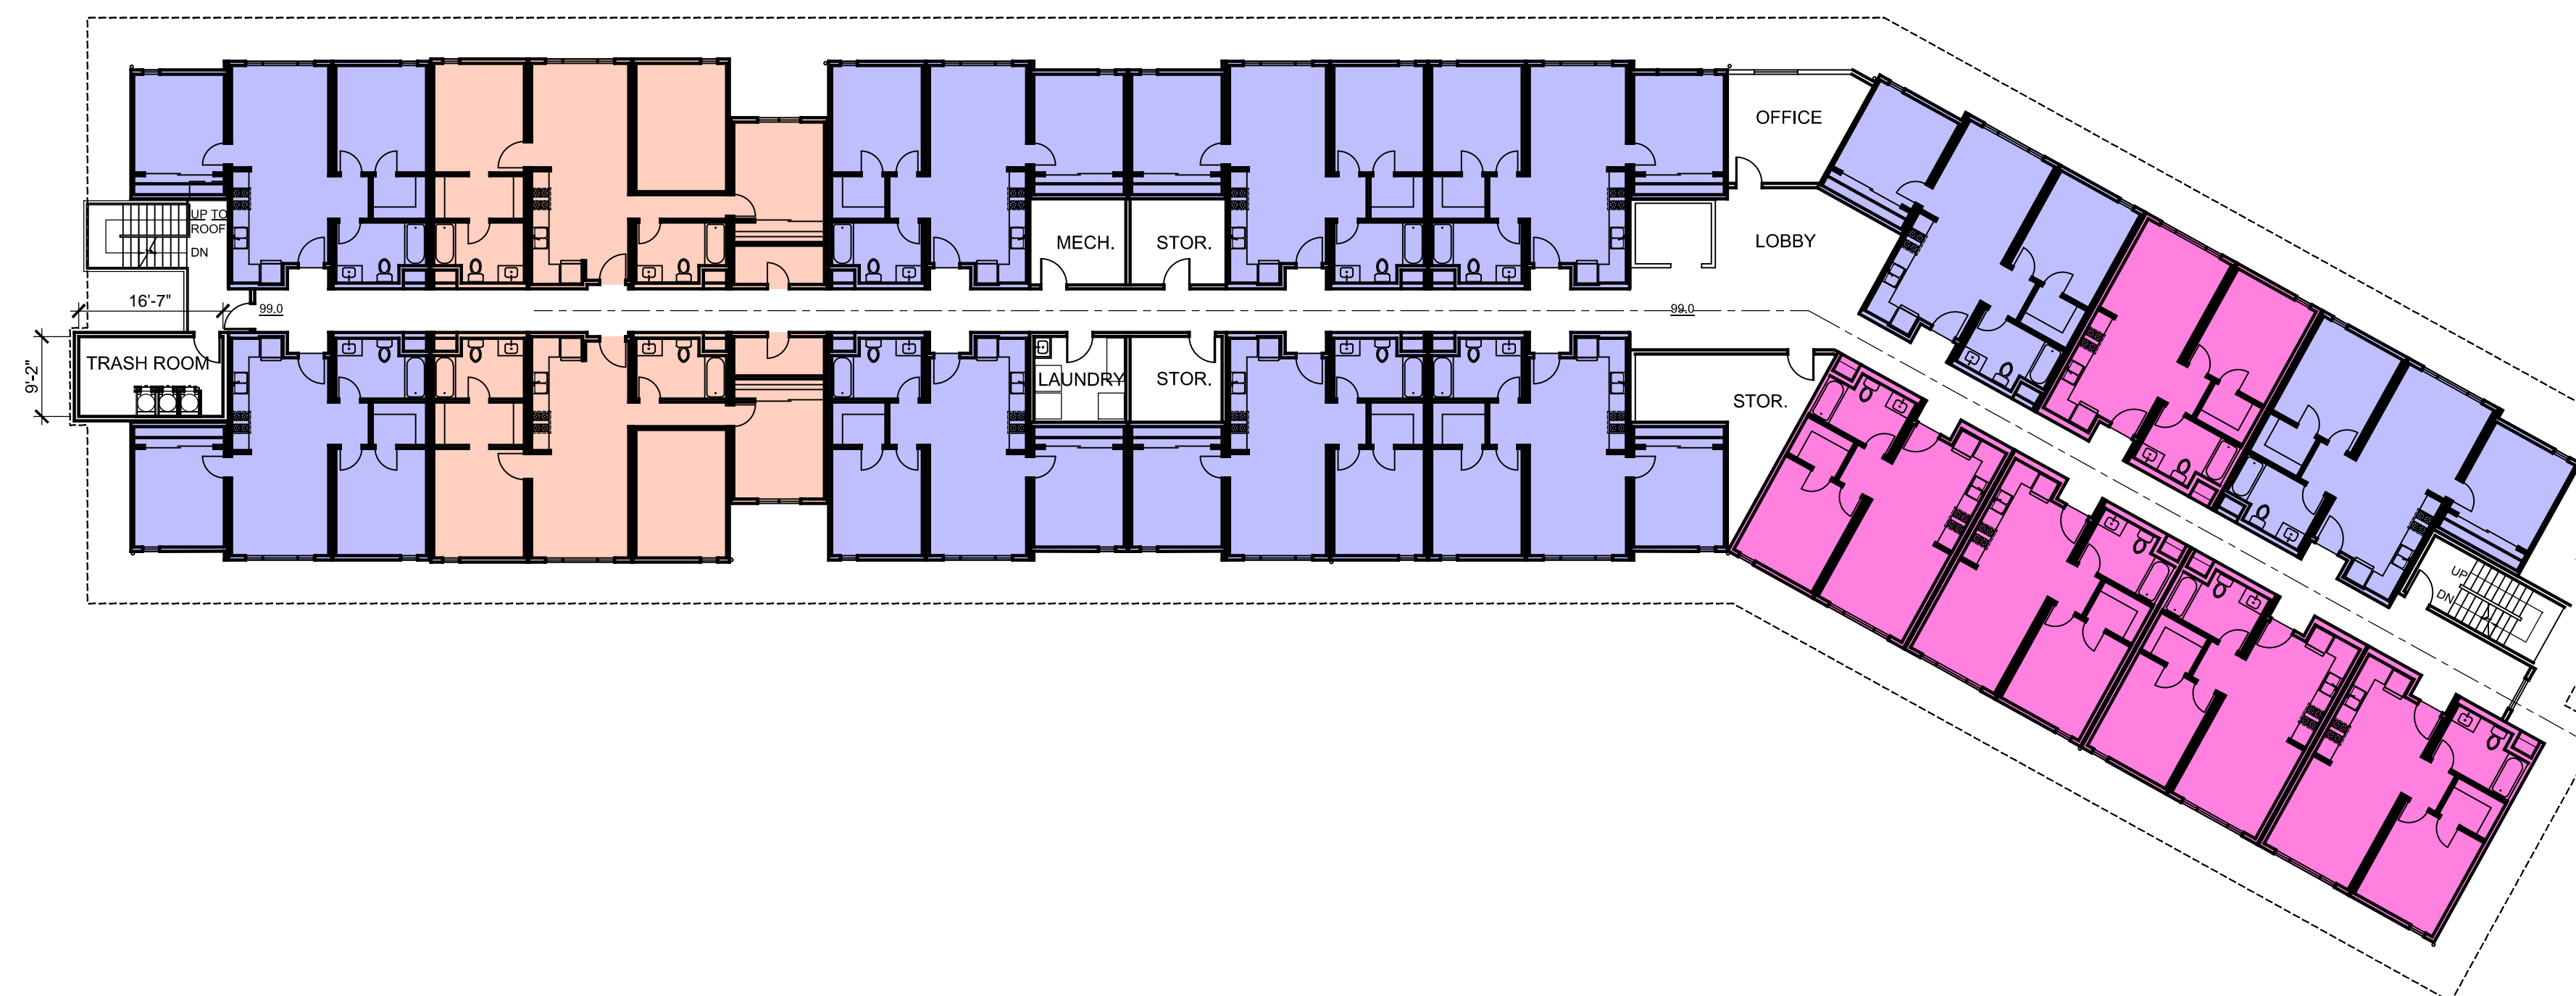 OFFICE
UP TO
ROOF
DN
MECH.
STOR.
LOBBY
16'-7"
99.0
99.0
TRASH ROOM
9'-2"
LAUNDRY
STOR.
STOR.
UP
DN